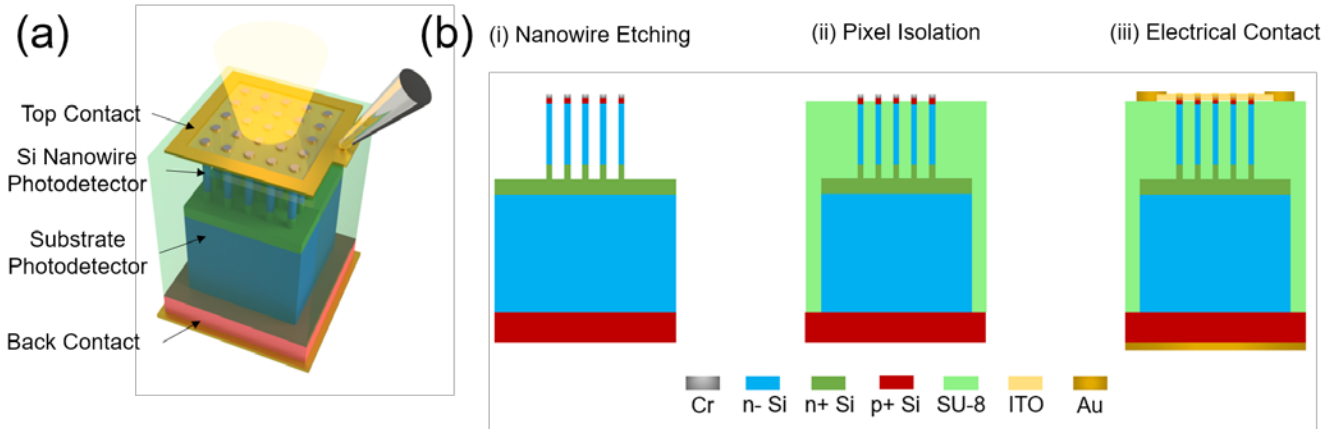 (a)
Top Contact
Si Nanowire
Photodetector
Substrate
Photodetector
Back Contact
(b)
(i) Nanowire Etching
(ii) Pixel Isolation
(iii) Electrical Contact
Cr
n- Si
n+ Si
p+ Si
SU-8
ITO
Au